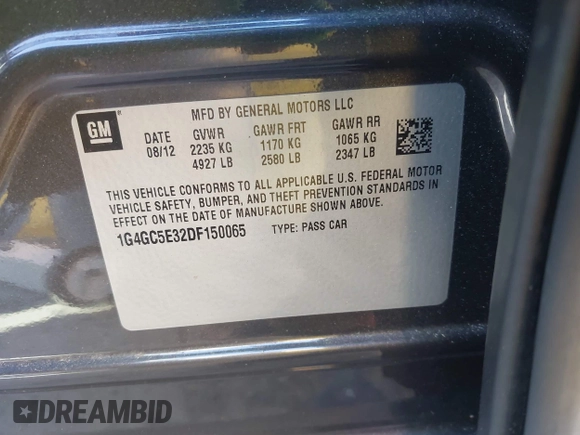 MFD BY GENERAL MOTORS LLC
GM
DATE GVWR GAWR FRT GAWR RR
08/12 2235 KG 1170 KG 1065 KG
4927 LB 2580 LB 2347 LB
THIS VEHICLE CONFORMS TO ALL APPLICABLE U.S. FEDERAL MOTOR
VEHICLE SAFETY, BUMPER, AND THEFT PREVENTION STANDARDS IN
EFFECT ON THE DATE OF MANUFACTURE SHOWN ABOVE.
1G4GC5E32DF150065 TYPE: PASS CAR
DREAMBID